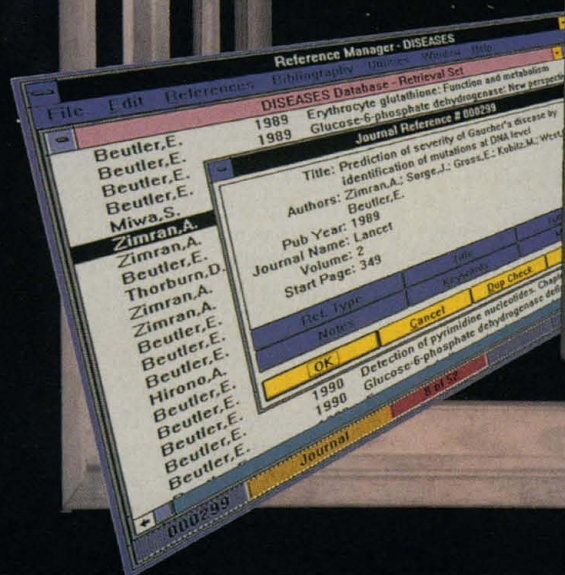 Reference Manager - DISEASES
File Edit References Bibliography Utilities Window Help
DISEASES Database - Retrieval Set
Beutler,E. 1989 Erythrocyte glutathione: Function and metabolism
Beutler,E. 1989 Glucose-6-phosphate dehydrogenase: New
Beutler,E.
Beutler,E.
Miwa,S.
Zimran,A.
Zimran,A.
Beutler,E.
Thorburn,D.
Zimran,A.
Zimran,A.
Beutler,E.
Beutler,E.
Beutler,E.
Hirono,A.
Beutler,E.
Beutler,E. 1990 Detection of pyrimidine nucleotides.
Beutler,E. 1990 Glucose-6-phosphate dehydrogenase
Beutler,E.
Journal Reference # 000299
Title: Prediction of severity of Gaucher's disease by
identification of mutations at DNA level
Authors: Zimran,A.; Sorge,J.; Gross,E.; Kubitz,M.; West,
Beutler,E.
Pub Year: 1989
Journal Name: Lancet
Volume: 2
Start Page: 349
Ref. Type Title
Notes Keywords
OK Cancel Dup Check
000299 Journal 8 of 57